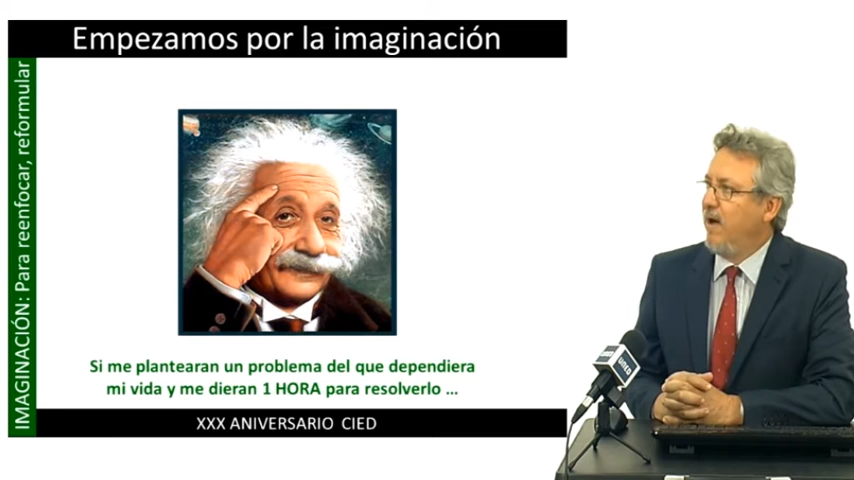 Empezamos por la imaginación
IMAGINACIÓN: Para reenfocar, reformular
Si me plantearan un problema del que dependiera
mi vida y me dieran 1 HORA para resolverlo ...
XXX ANIVERSARIO CIED
UNED